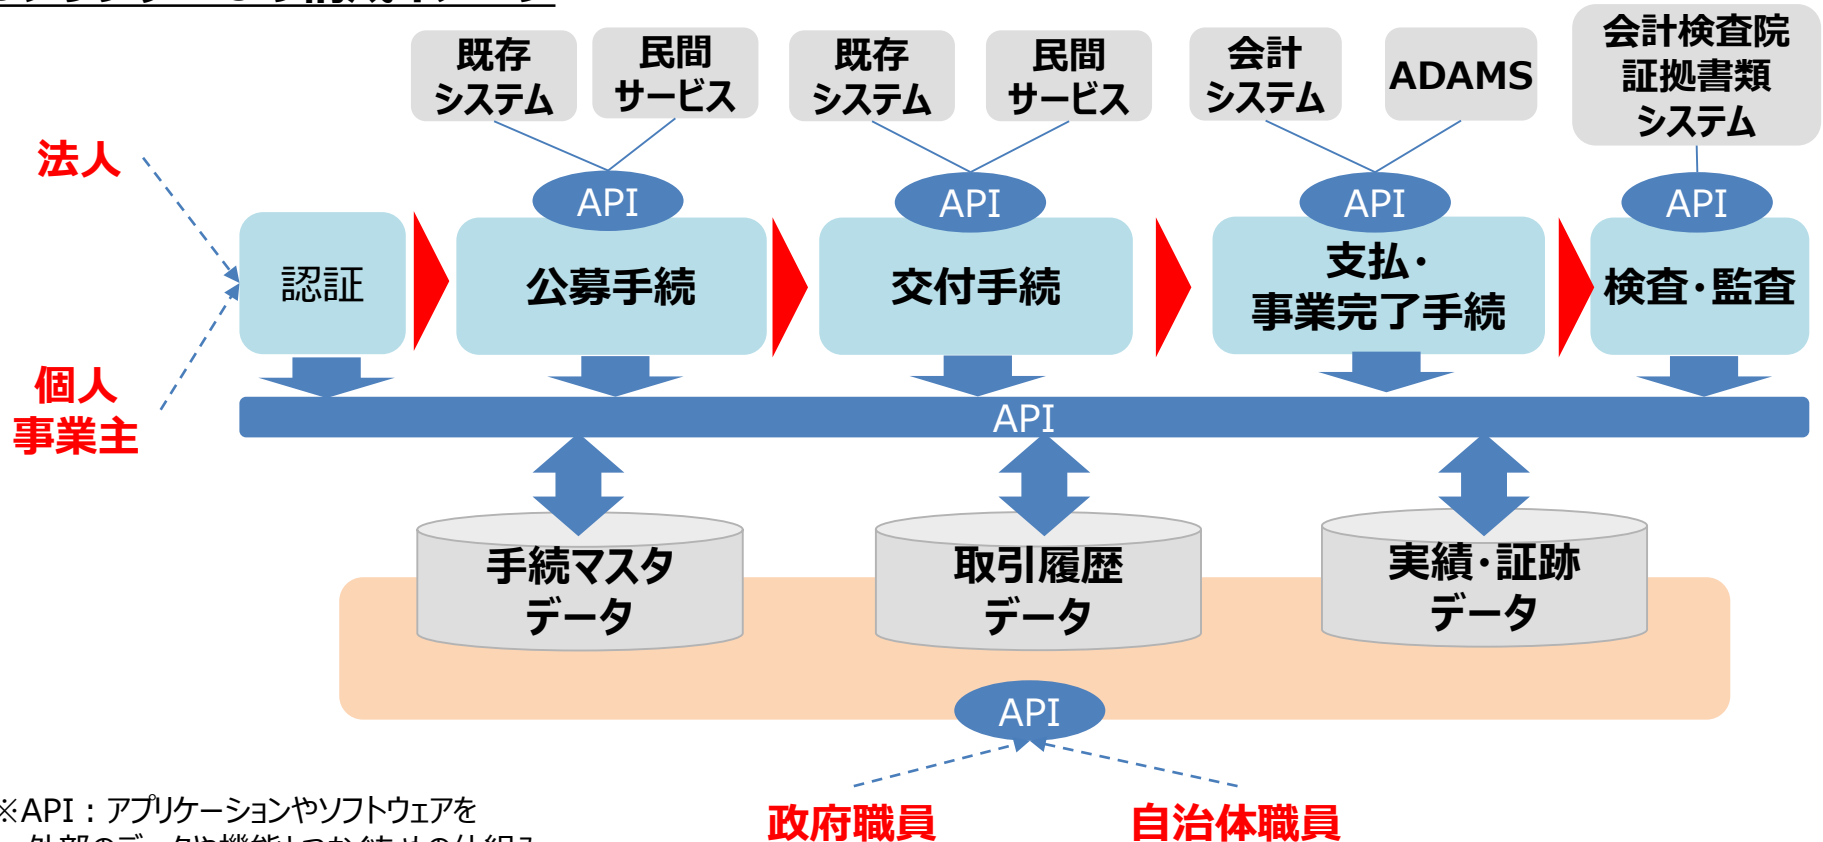 既存
システム
民間
サービス
既存
システム
民間
サービス
会計
システム
ADAMS
会計検査院
証拠書類
システム
法人
API
API
API
API
認証
公募手続
交付手続
支払・
事業完了手続
検査・監査
個人
事業主
API
手続マスタ
データ
取引履歴
データ
実績・証跡
データ
API
政府職員
自治体職員
※API：アプリケーションやソフトウェアを